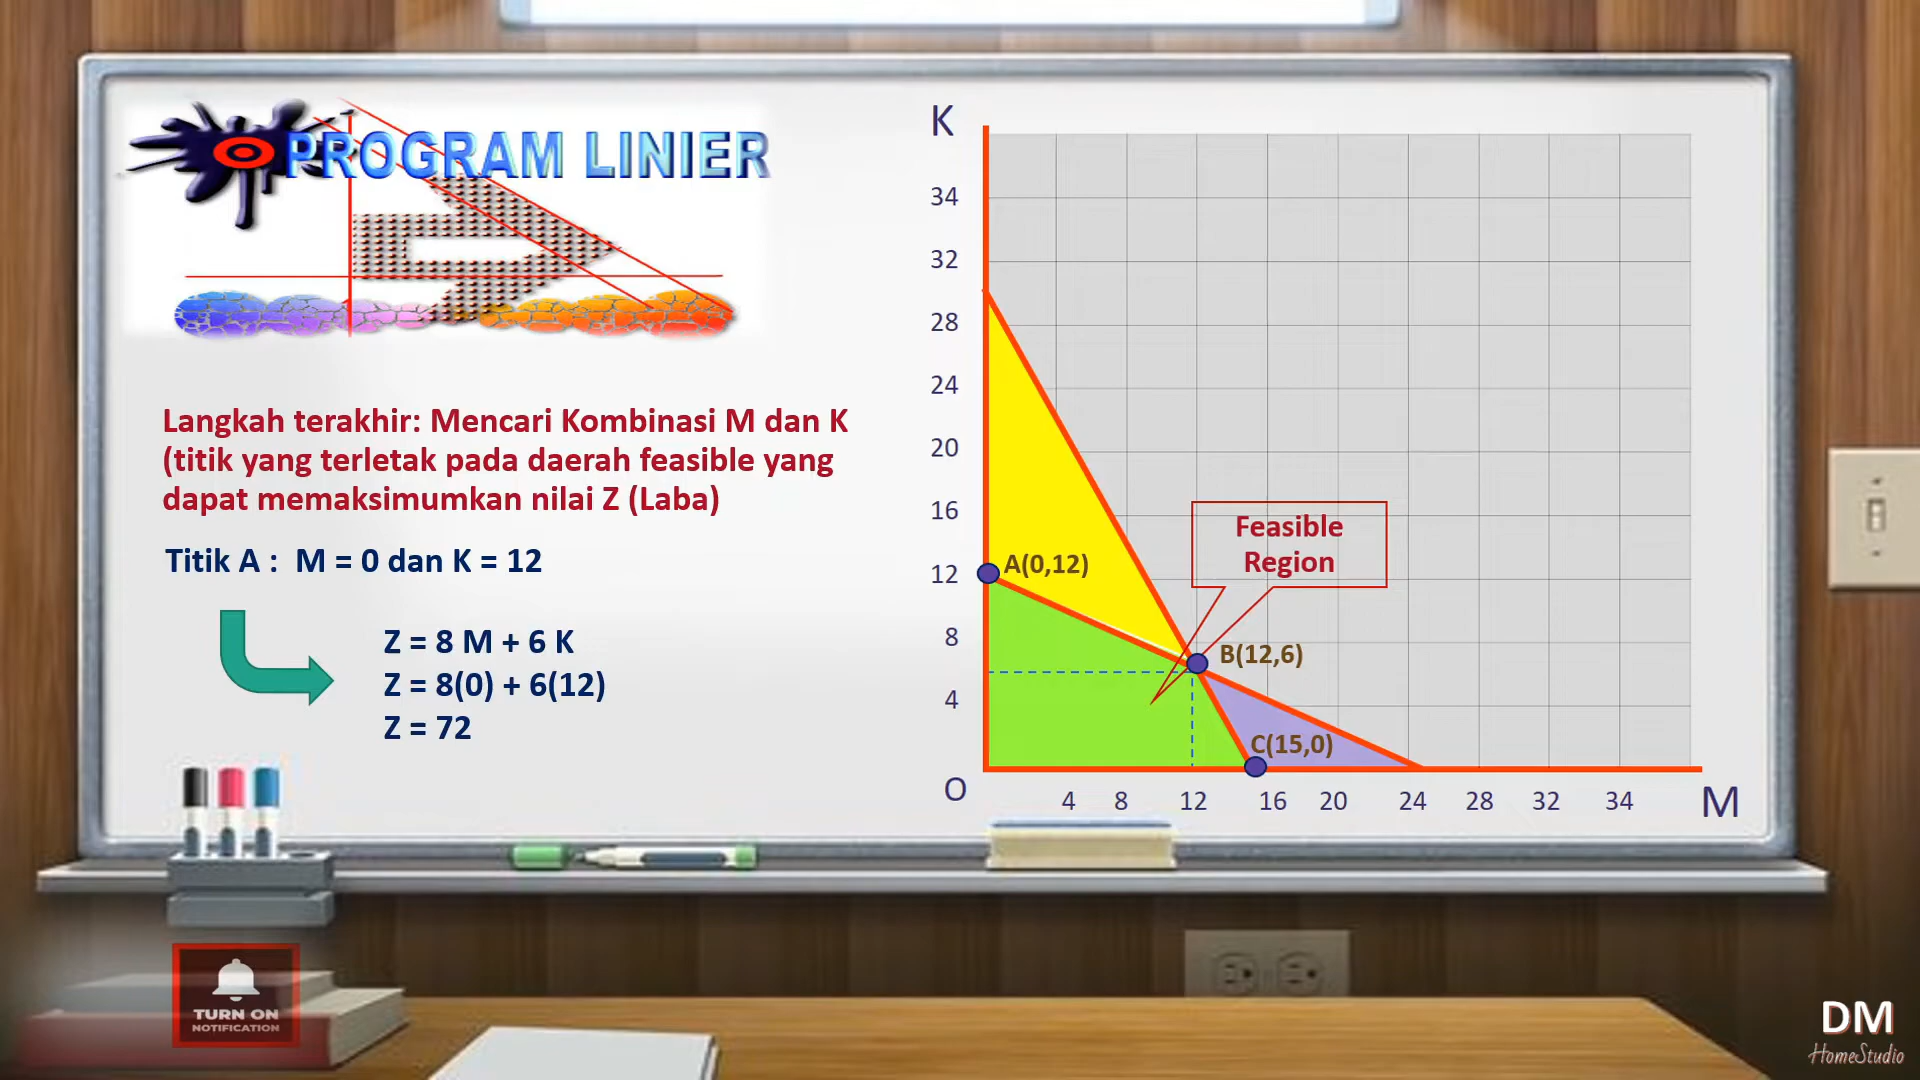 PROGRAM LINIER
Langkah terakhir: Mencari Kombinasi M dan K
(titik yang terletak pada daerah feasible yang
dapat memaksimumkan nilai Z (Laba)
Titik A : M = 0 dan K = 12
Z = 8 M + 6 K
Z = 8(0) + 6(12)
Z = 72
K
34
32
28
24
20
16
12
8
4
O
4 8 12 16 20 24 28 32 34
M
Feasible
Region
A(0,12)
B(12,6)
C(15,0)
TURN ON
NOTIFICATION
DM
HomeStudio